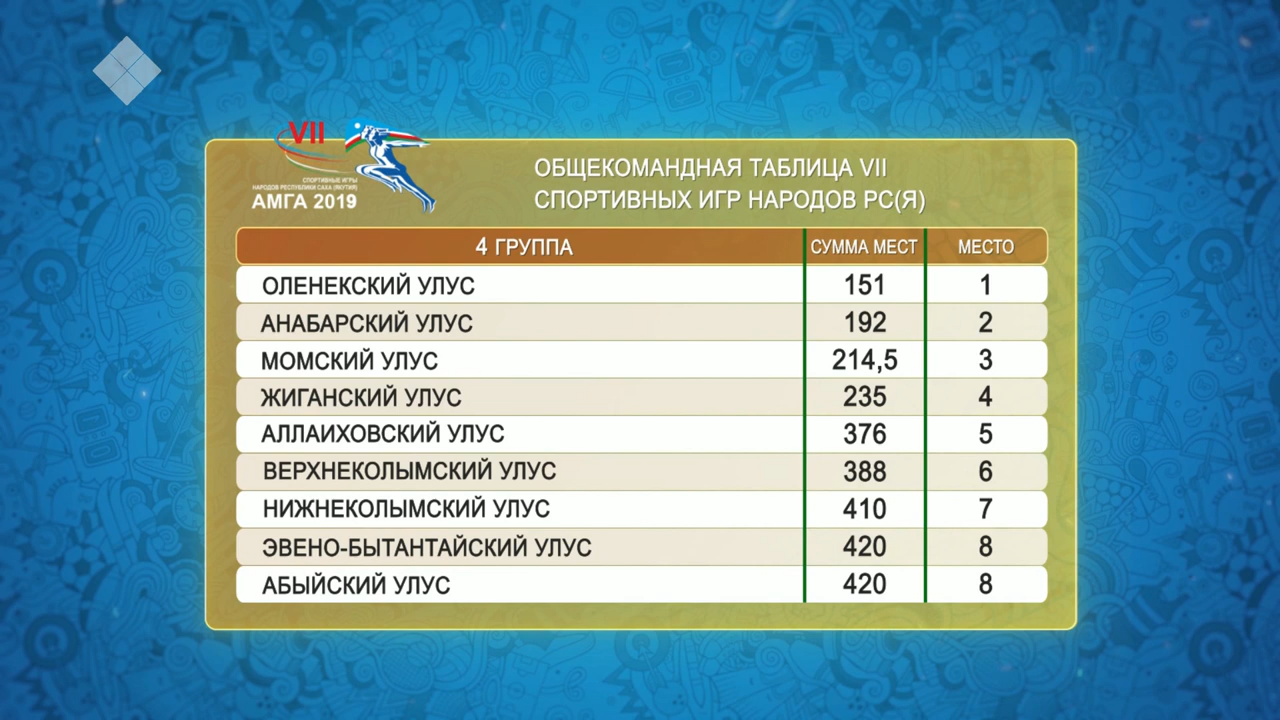 VII
СПОРТИВНЫЕ ИГРЫ
НАРОДОВ РЕСПУБЛИКИ САХА (ЯКУТИЯ)
АМГА 2019
ОБЩЕКОМАНДНАЯ ТАБЛИЦА VII
СПОРТИВНЫХ ИГР НАРОДОВ РС(Я)
4 ГРУППА СУММА МЕСТ МЕСТО
ОЛЕНЕКСКИЙ УЛУС 151 1
АНАБАРСКИЙ УЛУС 192 2
МОМСКИЙ УЛУС 214,5 3
ЖИГАНСКИЙ УЛУС 235 4
АЛЛАИХОВСКИЙ УЛУС 376 5
ВЕРХНЕКОЛЫМСКИЙ УЛУС 388 6
НИЖНЕКОЛЫМСКИЙ УЛУС 410 7
ЭВЕНО-БЫТАНТАЙСКИЙ УЛУС 420 8
АБЫЙСКИЙ УЛУС 420 8